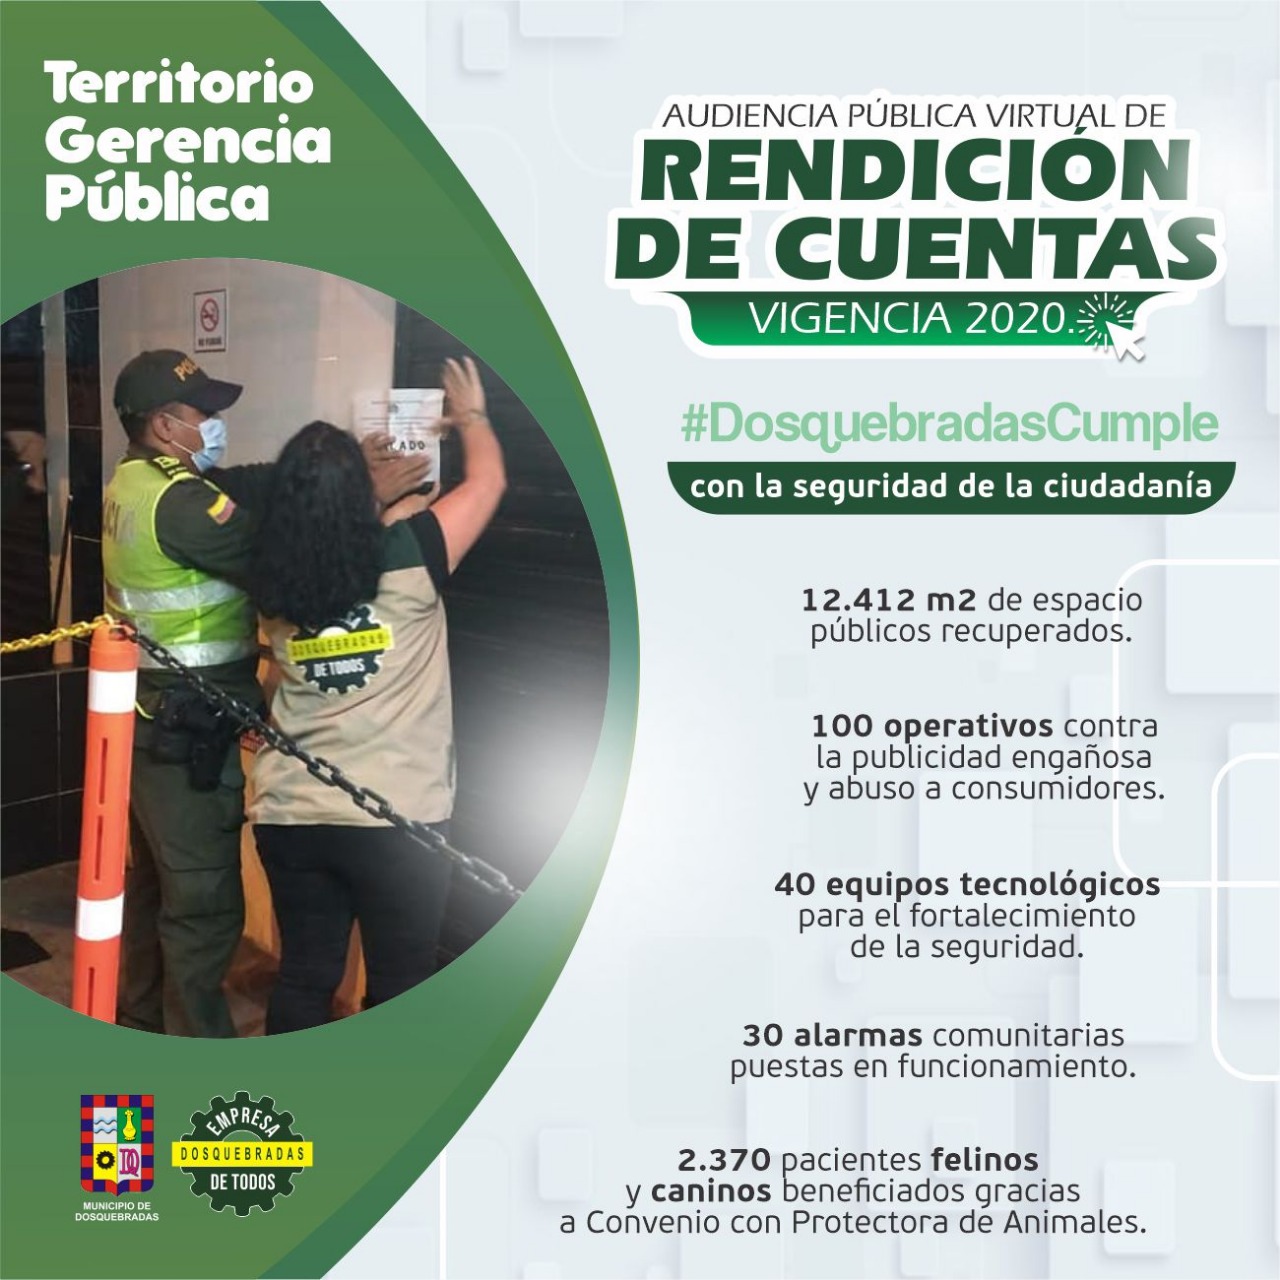 Territorio
Gerencia
Pública
AUDIENCIA PÚBLICA VIRTUAL DE
RENDICIÓN
DE CUENTAS
VIGENCIA 2020.
#DosquebradasCumple
con la seguridad de la ciudadanía
12.412 m2 de espacio
públicos recuperados.
100 operativos contra
la publicidad engañosa
y abuso a consumidores.
40 equipos tecnológicos
para el fortalecimiento
de la seguridad.
30 alarmas comunitarias
puestas en funcionamiento.
2.370 pacientes felinos
y caninos beneficiados gracias
a Convenio con Protectora de Animales.
DOSQUEBRADAS
DE TODOS
MUNICIPIO DE
DOSQUEBRADAS
EMPRESA
DOSQUEBRADAS
DE TODOS